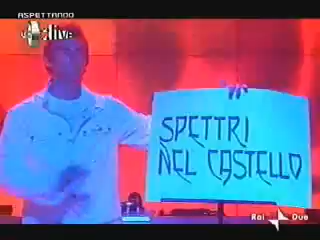 ASPETTANDO
live
SPETTRI
NEL CASTELLO
Rai Due